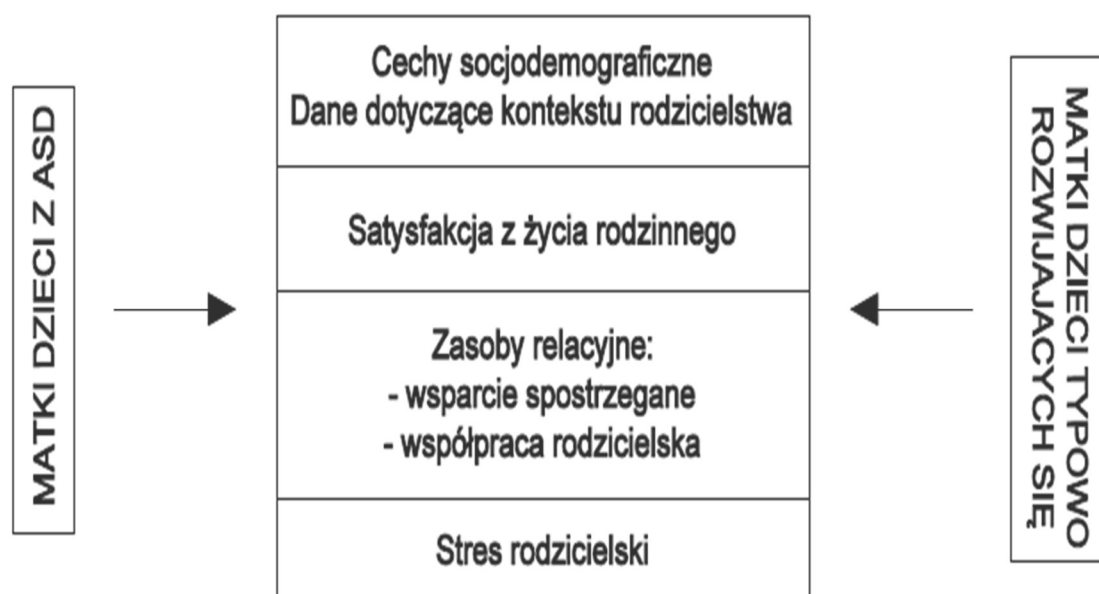 MATKI DZIECI Z ASD
Cechy socjodemograficzne
Dane dotyczące kontekstu rodzicielstwa
Satysfakcja z życia rodzinnego
Zasoby relacyjne:
- wsparcie spostrzegane
- współpraca rodzicielska
Stres rodzicielski
MATKI DZIECI TYPOWO
ROZWIJAJACYCH SIĘ